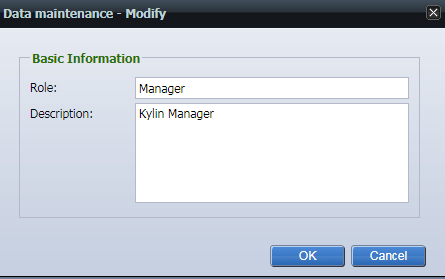 Data maintenance - Modify
Basic Information
Role: Manager
Description: Kylin Manager
OK Cancel